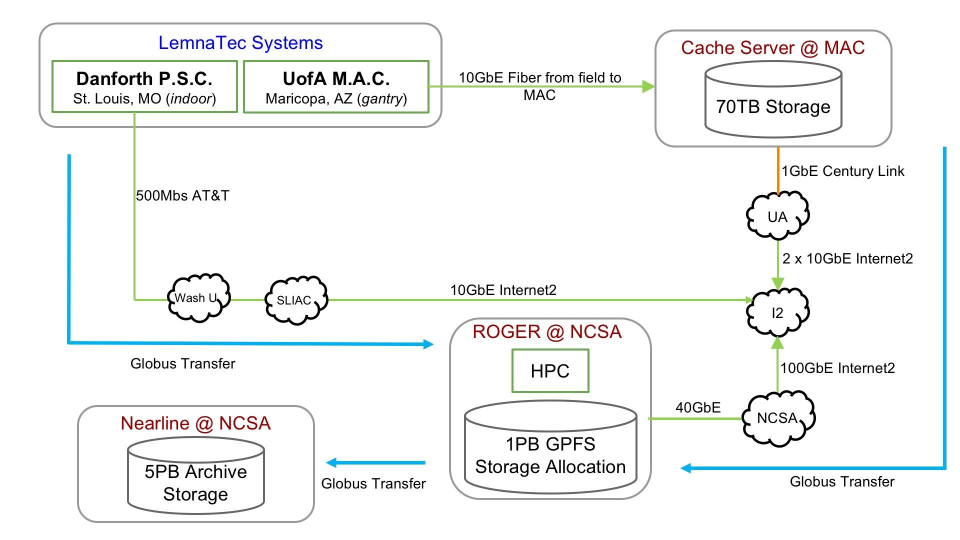 LemnaTec Systems
Danforth P.S.C.
St. Louis, MO (indoor)
UofA M.A.C.
Maricopa, AZ (gantry)
10GbE Fiber from field to
MAC
Cache Server @ MAC
70TB Storage
1GbE Century Link
UA
2 x 10GbE Internet2
500Mbs AT&T
Wash U
SLIAC
10GbE Internet2
I2
Globus Transfer
ROGER @ NCSA
HPC
1PB GPFS
Storage Allocation
100GbE Internet2
40GbE
NCSA
Globus Transfer
Nearline @ NCSA
5PB Archive
Storage
Globus Transfer